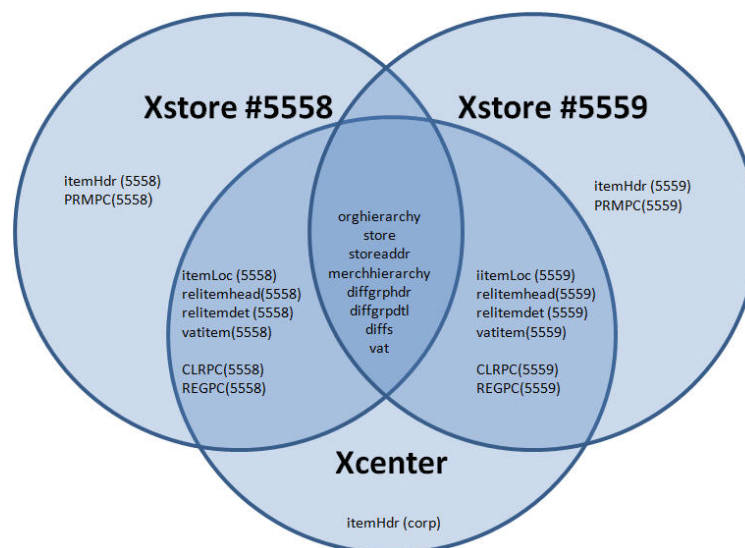 Xstore #5558
Xstore #5559
itemHdr (5558)
PRMPC(5558)
itemHdr (5559)
PRMPC(5559)
orghierarchy
store
storeaddr
merchhierarchy
diffgrphdr
diffgrpdtl
diffs
vat
itemLoc (5558)
relitemhead(5558)
relitemdet (5558)
vatitem(5558)
CLRPC(5558)
REGPC(5558)
iitemLoc (5559)
relitemhead(5559)
relitemdet (5559)
vatitem(5559)
CLRPC(5559)
REGPC(5559)
Xcenter
itemHdr (corp)